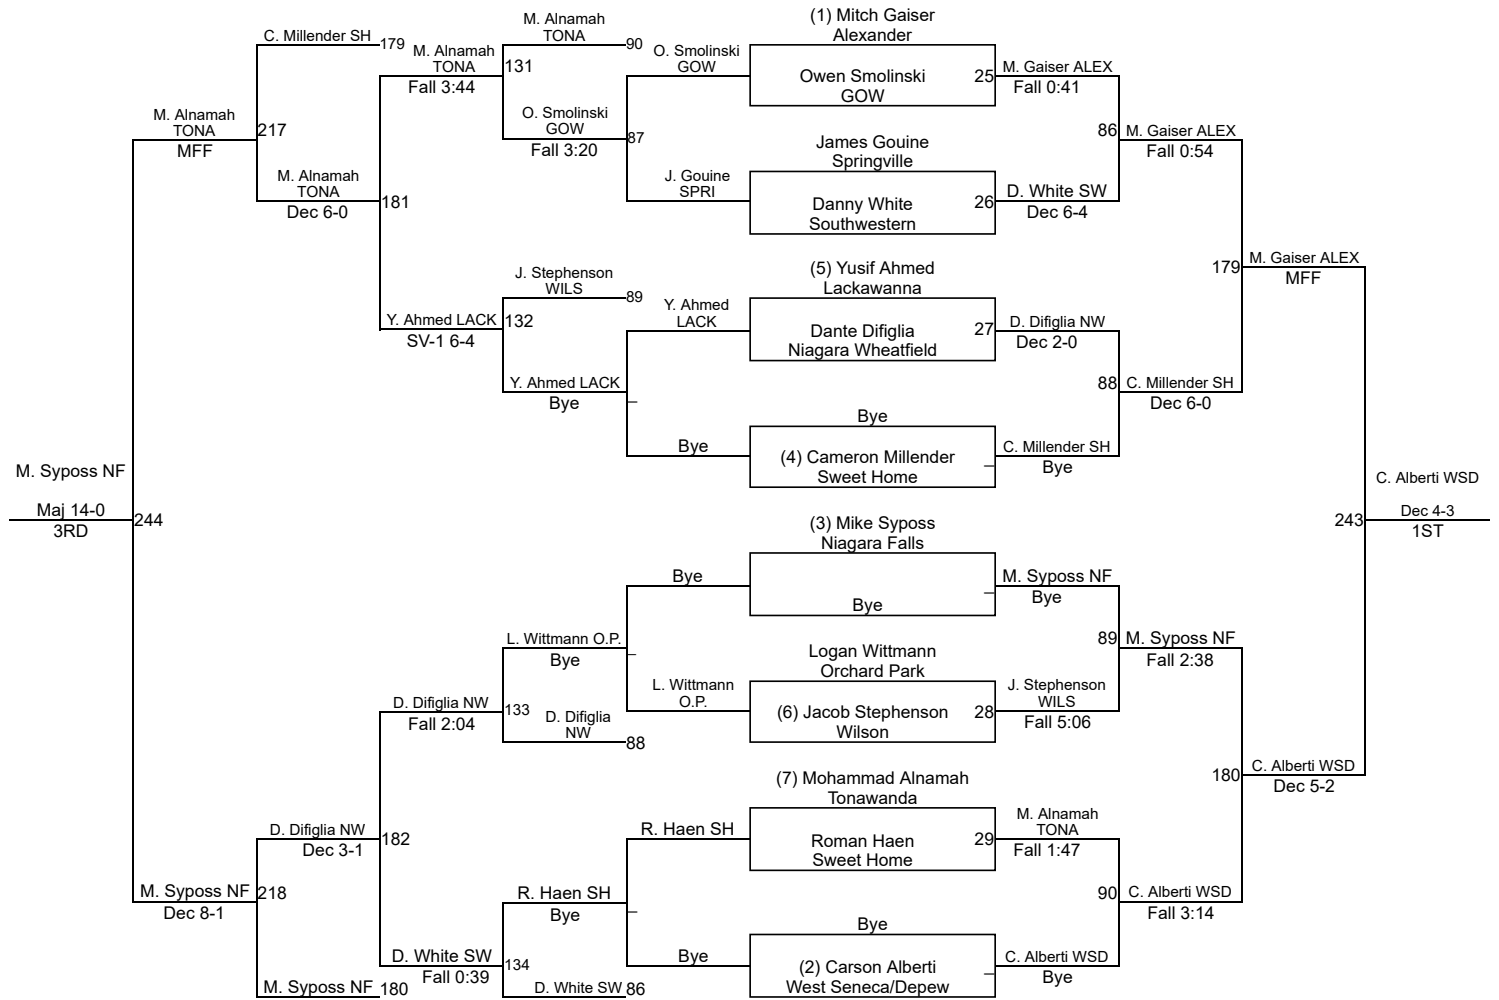 (1) Mitch Gaiser
Alexander
M. Alnamah
TONA
90
C. Millender SH
179
M. Alnamah
TONA
Fall 3:44
131
O. Smolinski
GOW
Owen Smolinski
GOW
25
M. Gaiser ALEX
Fall 0:41
M. Alnamah
TONA
MFF
217
O. Smolinski
GOW
Fall 3:20
87
James Gouine
Springville
86
M. Gaiser ALEX
Fall 0:54
M. Alnamah
TONA
Dec 6-0
181
J. Gouine
SPRI
Danny White
Southwestern
26
D. White SW
Dec 6-4
J. Stephenson
WILS
89
(5) Yusif Ahmed
Lackawanna
179
M. Gaiser ALEX
MFF
Y. Ahmed LACK
SV-1 6-4
132
Y. Ahmed
LACK
Dante Difiglia
Niagara Wheatfield
27
D. Difiglia NW
Dec 2-0
Y. Ahmed LACK
Bye
Bye
88
C. Millender SH
Dec 6-0
Bye
(4) Cameron Millender
Sweet Home
C. Millender SH
Bye
M. Syposs NF
Maj 14-0
3RD
244
(3) Mike Syposs
Niagara Falls
243
C. Alberti WSD
Dec 4-3
1ST
Bye
Bye
M. Syposs NF
Bye
L. Wittmann O.P.
Bye
Logan Wittmann
Orchard Park
89
M. Syposs NF
Fall 2:38
D. Difiglia NW
Fall 2:04
133
D. Difiglia
NW
88
L. Wittmann
O.P.
(6) Jacob Stephenson
Wilson
28
J. Stephenson
WILS
Fall 5:06
(7) Mohammad Alnamah
Tonawanda
180
C. Alberti WSD
Dec 5-2
D. Difiglia NW
Dec 3-1
182
R. Haen SH
Roman Haen
Sweet Home
29
M. Alnamah
TONA
Fall 1:47
M. Syposs NF
Dec 8-1
218
R. Haen SH
Bye
Bye
90
C. Alberti WSD
Fall 3:14
D. White SW
Fall 0:39
134
Bye
(2) Carson Alberti
West Seneca/Depew
C. Alberti WSD
Bye
M. Syposs NF
180
D. White SW
86